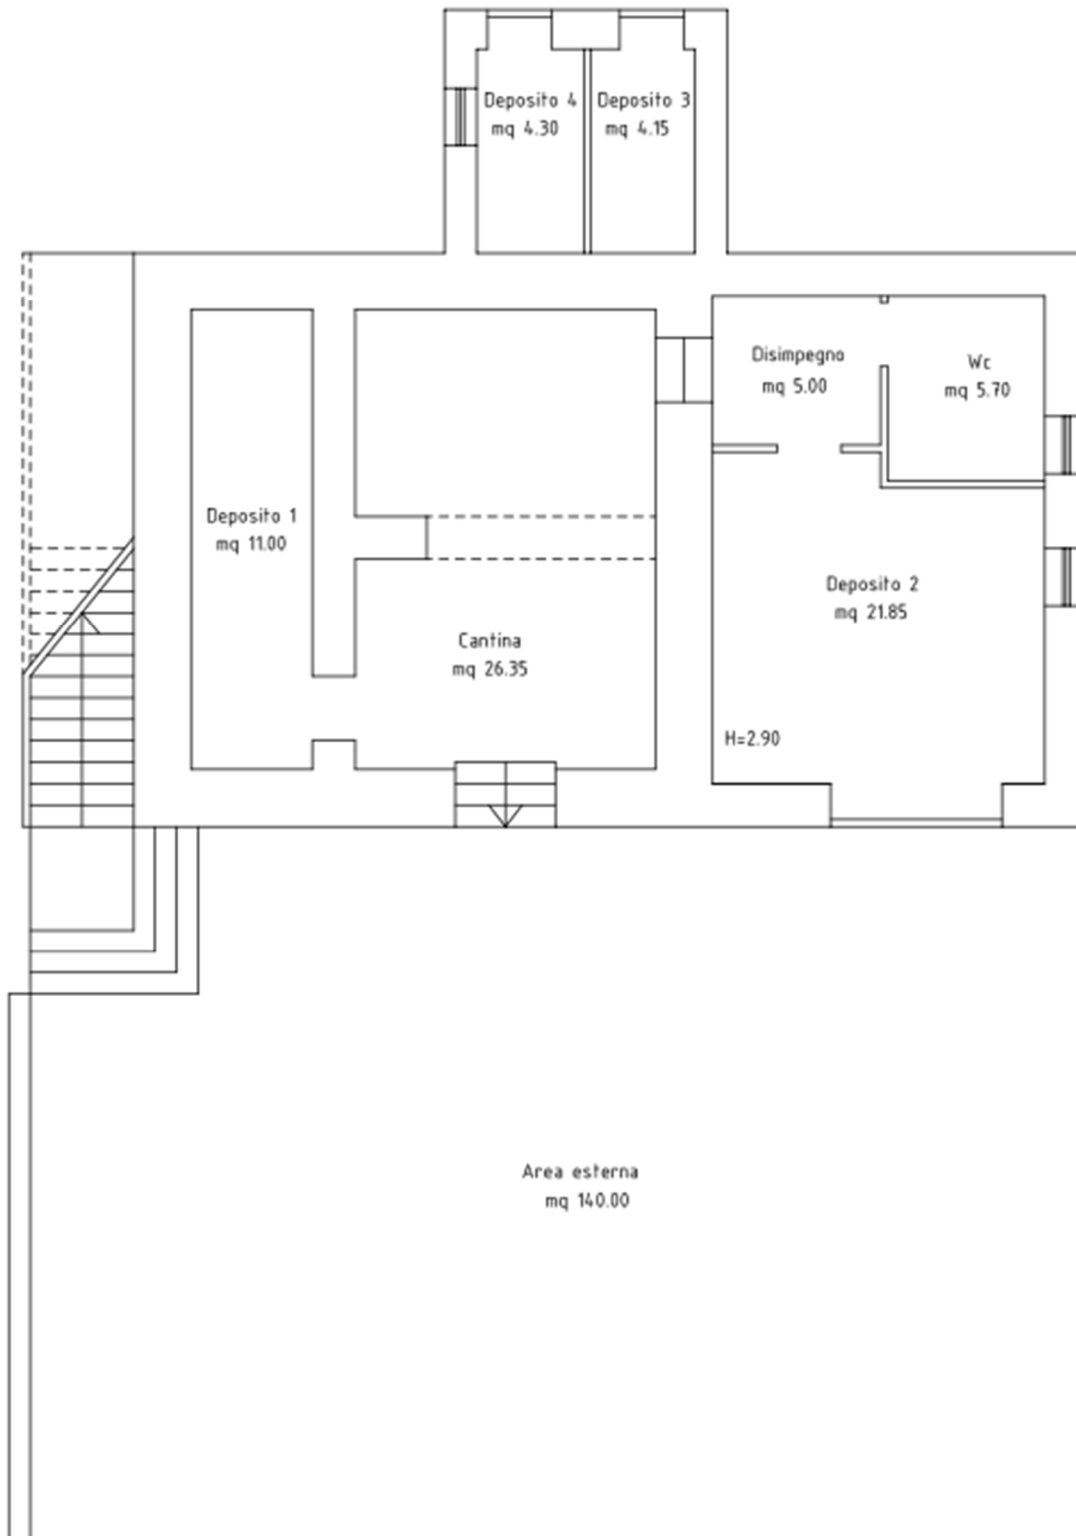 Deposito 4
mq 4.30
Deposito 3
mq 4.15
Disimpegno
mq 5.00
Wc
mq 5.70
Deposito 1
mq 11.00
Deposito 2
mq 21.85
Cantina
mq 26.35
H=2.90
Area esterna
mq 140.00